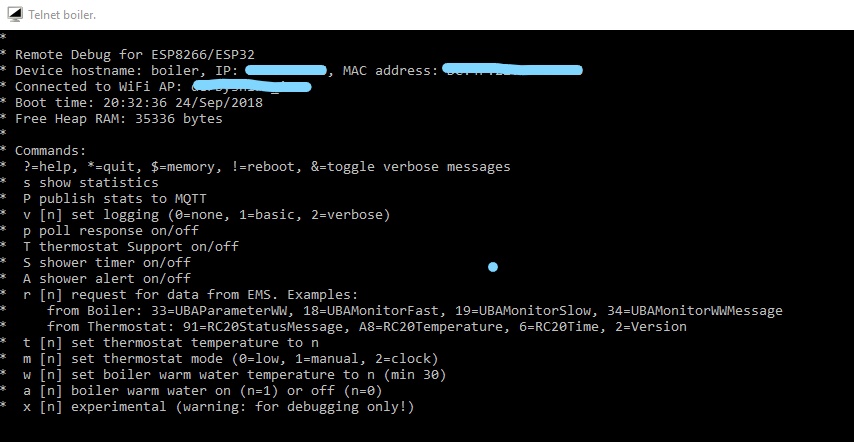 Telnet boiler.
*
* Remote Debug for ESP8266/ESP32
* Device hostname: boiler, IP: , MAC address:
* Connected to WiFi AP:
* Boot time: 20:32:36 24/Sep/2018
* Free Heap RAM: 35336 bytes
*
* Commands:
*  ?=help, *=quit, $=memory, !=reboot, &=toggle verbose messages
*  s show statistics
*  P publish stats to MQTT
*  v [n] set logging (0=none, 1=basic, 2=verbose)
*  p poll response on/off
*  T thermostat Support on/off
*  S shower timer on/off
*  A shower alert on/off
*  r [n] request for data from EMS. Examples:
*     from Boiler: 33=UBAParameterWW, 18=UBAMonitorFast, 19=UBAMonitorSlow, 34=UBAMonitorWWMessage
*     from Thermostat: 91=RC20StatusMessage, A8=RC20Temperature, 6=RC20Time, 2=Version
*  t [n] set thermostat temperature to n
*  m [n] set thermostat mode (0=low, 1=manual, 2=clock)
*  w [n] set boiler warm water temperature to n (min 30)
*  a [n] boiler warm water on (n=1) or off (n=0)
*  x [n] experimental (warning: for debugging only!)